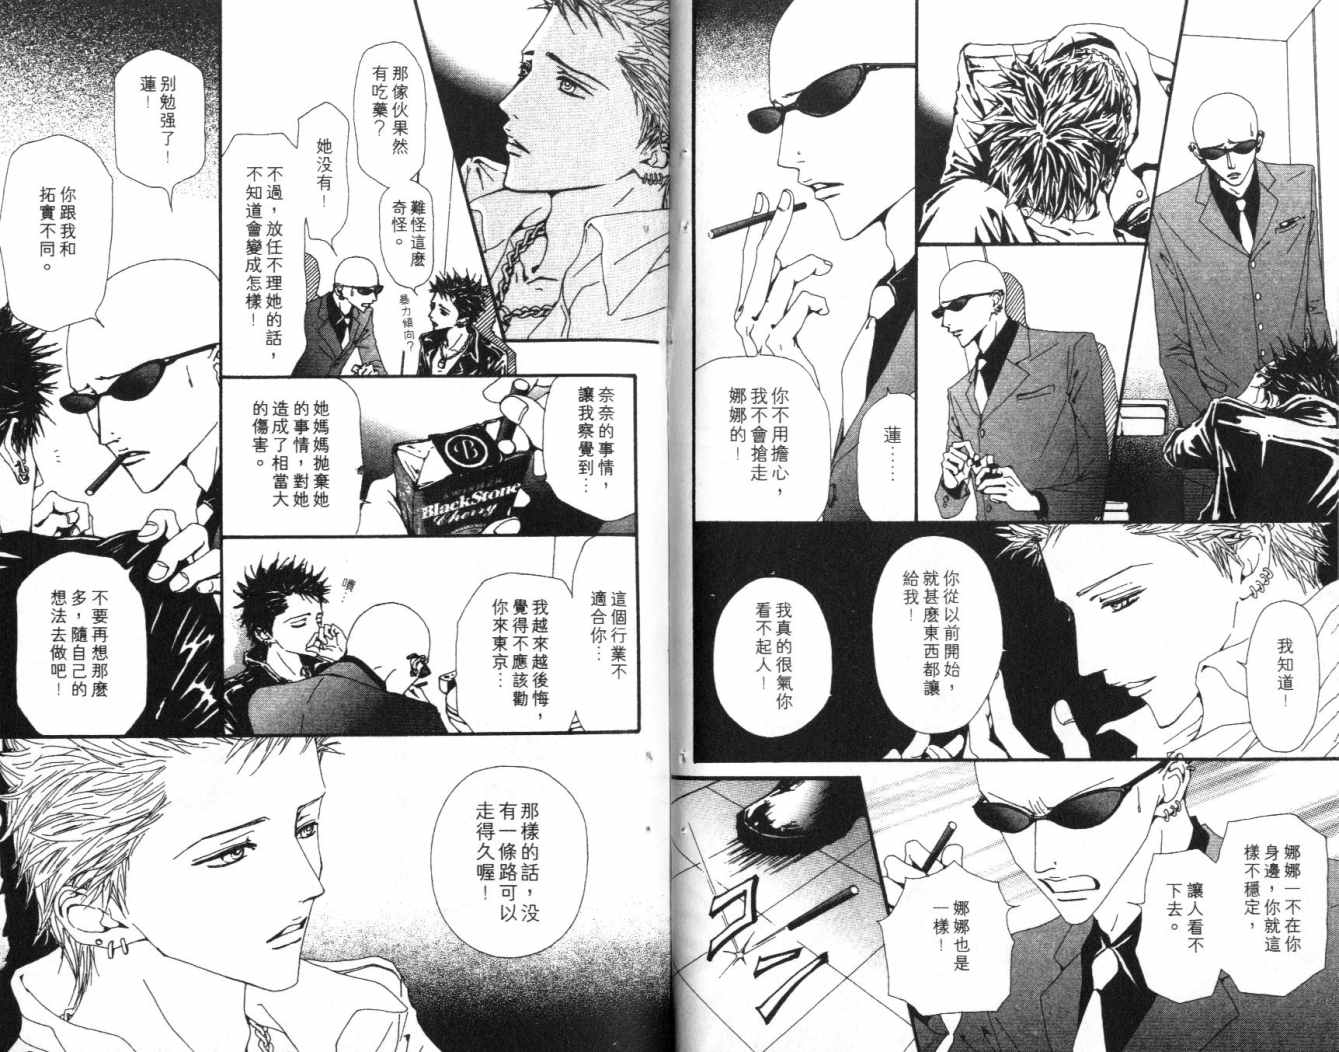 蓮……
你不用擔心，
我不會搶走
娜娜的！
我知道！
你從以前開始，
就甚麼東西都讓
給我！
我真的很氣你
看不起人！
娜娜一不在你
身邊，你就這
樣不穩定，
讓人看不
下去。
娜娜也是
一樣！
那傢伙果然
有吃藥？
難怪這麼
奇怪。
暴力傾向？
她沒有！
不過，放任不理她的話，
不知道會變成怎樣！
奈奈的事情，
讓我察覺到…
她媽媽拋棄她
的事情，對她
造成了相當大
的傷害。
B
BlackStone
Cherry
這個行業不
適合你…
我越來越後悔，
覺得不應該勸
你來東京…
嘖…
別勉强了！
蓮！
你跟我和
拓實不同。
不要再想那麼
多，隨自己的
想法去做吧！
那樣的話，沒
有一條路可以
走得久喔！